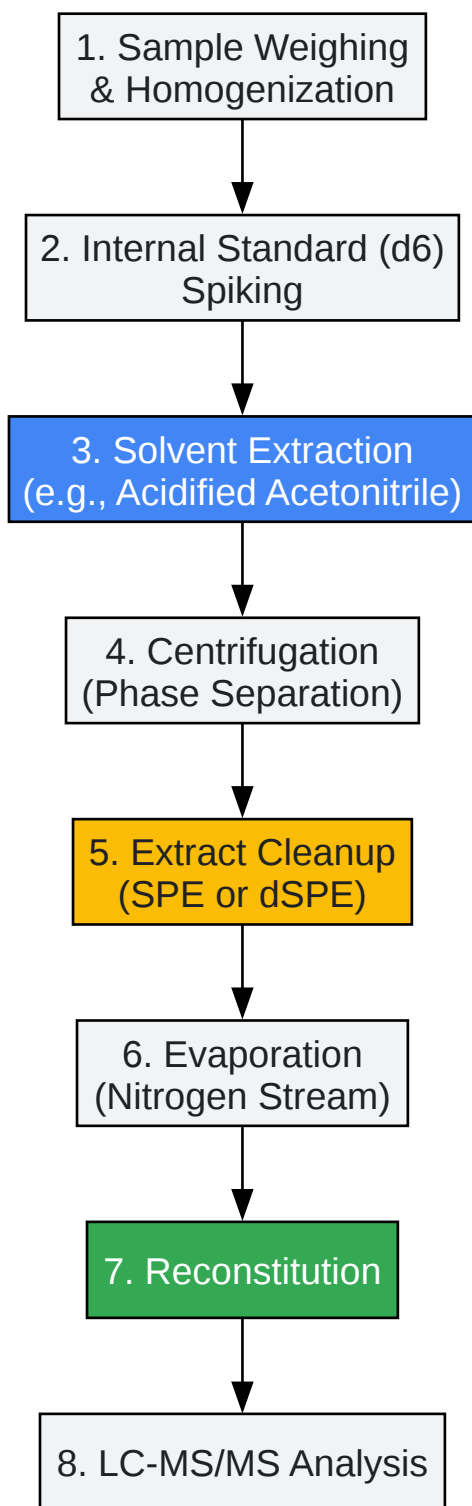 1. Sample Weighing
& Homogenization
2. Internal Standard (d6)
Spiking
3. Solvent Extraction
(e.g., Acidified Acetonitrile)
4. Centrifugation
(Phase Separation)
5. Extract Cleanup
(SPE or dSPE)
6. Evaporation
(Nitrogen Stream)
7. Reconstitution
8. LC-MS/MS Analysis